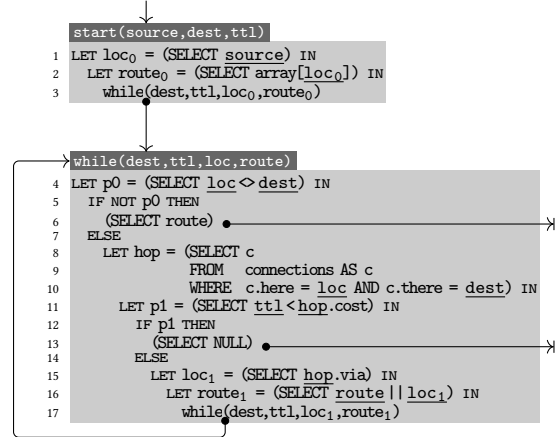 start(source,dest,ttl)
1 LET loc₀ = (SELECT source) IN
2 LET route₀ = (SELECT array[loc₀]) IN
3 while(dest,ttl,loc₀,route₀)
while(dest,ttl,loc,route)
4 LET p0 = (SELECT loc<>dest) IN
5 IF NOT p0 THEN
6 (SELECT route)
7 ELSE
8 LET hop = (SELECT c
9 FROM connections AS c
10 WHERE c.here = loc AND c.there = dest) IN
11 LET p1 = (SELECT ttl<hop.cost) IN
12 IF p1 THEN
13 (SELECT NULL)
14 ELSE
15 LET loc₁ = (SELECT hop.via) IN
16 LET route₁ = (SELECT route||loc₁) IN
17 while(dest,ttl,loc₁,route₁)